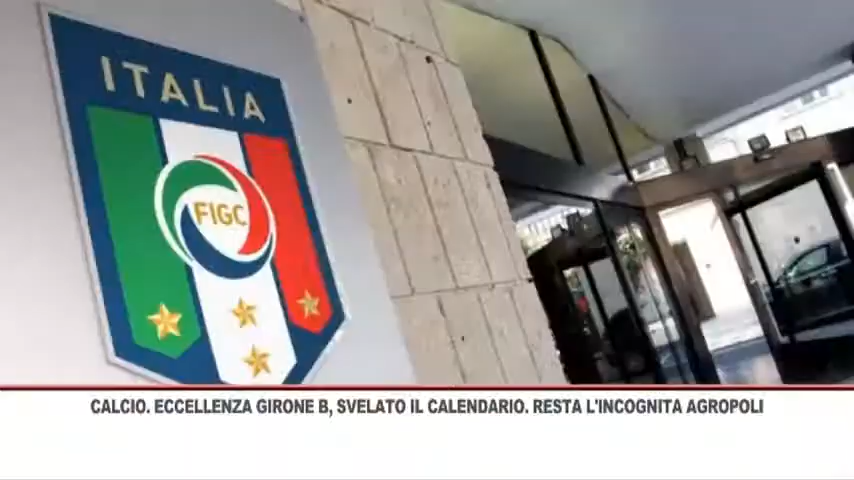 ITALIA
FIGC
CALCIO. ECCELLENZA GIRONE B, SVELATO IL CALENDARIO. RESTA L'INCOGNITA AGROPOLI